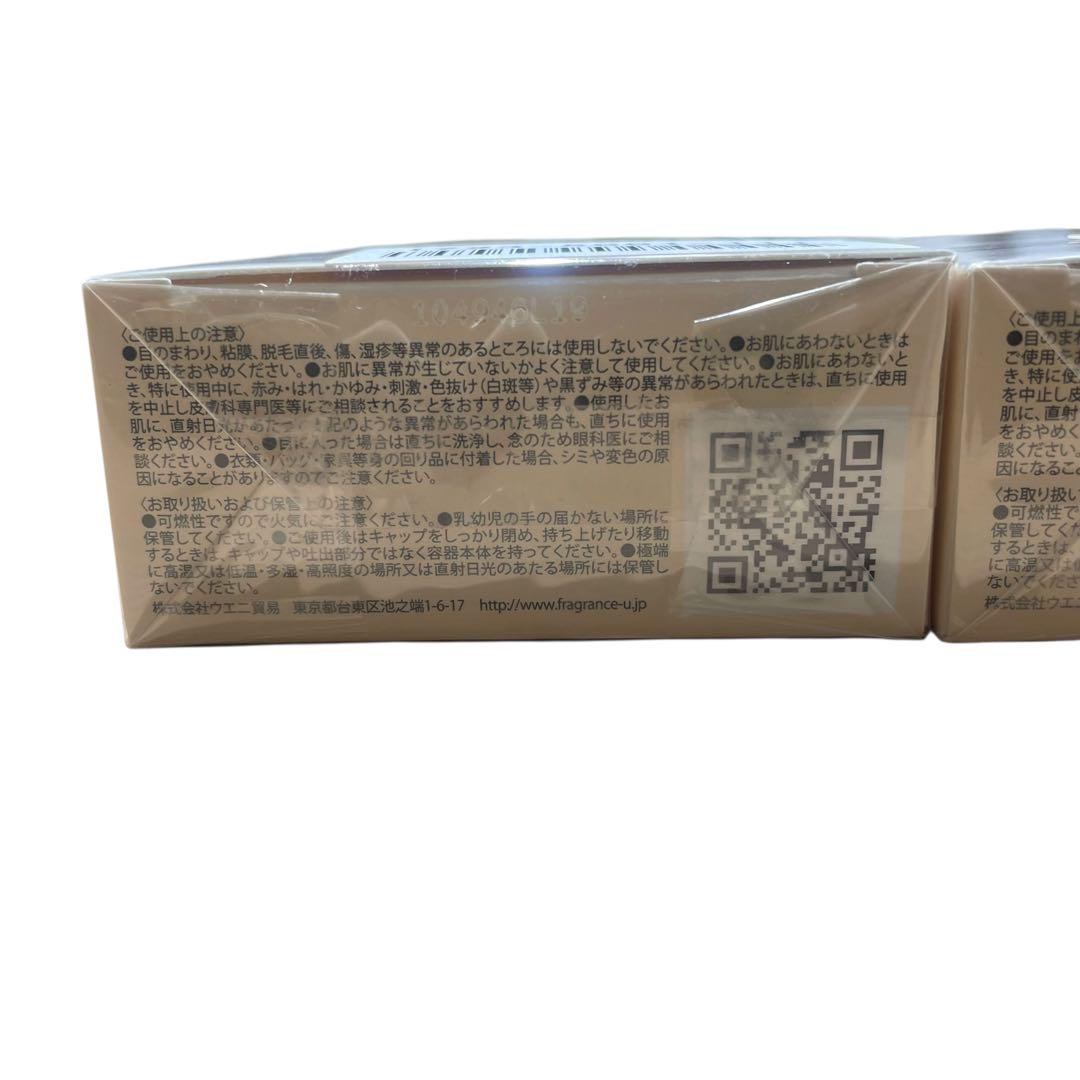 104946L19
〈ご使用上の注意〉
●目のまわり、粘膜、脱毛直後、傷、湿疹等異常のあるところには使用しないでください。●お肌にあわないときは
ご使用をおやめください。●お肌に異常が生じていないかよく注意して使用してください。●お肌にあわないと
き、特に使用中に、赤み・はれ・かゆみ・刺激・色抜け(白斑等)や黒ずみ等の異常があらわれたときは、直ちに使用
を中止し皮膚科専門医等にご相談されることをおすすめします。●使用したお
肌に、直射日光があたって 記のような異常があらわれた場合も、直ちに使用
をおやめください。●目に入った場合は直ちに洗浄し、念のため眼科医にご相
談ください。●衣類・バッグ・家具等身の回り品に付着した場合、シミや変色の原
因になることがありますのでご注意ください。
〈お取り扱いおよび保管上の注意〉
●可燃性ですので火気にご注意ください。●乳幼児の手の届かない場所に
保管してください。●ご使用後はキャップをしっかり閉め、持ち上げたり移動
するときは、キャップや吐出部分ではなく容器本体を持ってください。●極端
に高温又は低温・多湿・高照度の場所又は直射日光のあたる場所には保管し
ないでください。
株式会社ウエニ貿易 東京都台東区池之端1-6-17 http://www.fragrance-u.jp
〈ご使用上
●目のまわ
ご使用をお
き、特に使
を中止し皮
肌に、直射
をおやめく
談ください
因になるこ
〈お取り扱い
●可燃性で
保管してくだ
するときは、
に高温又は
ないでくださ
株式会社ウエニ